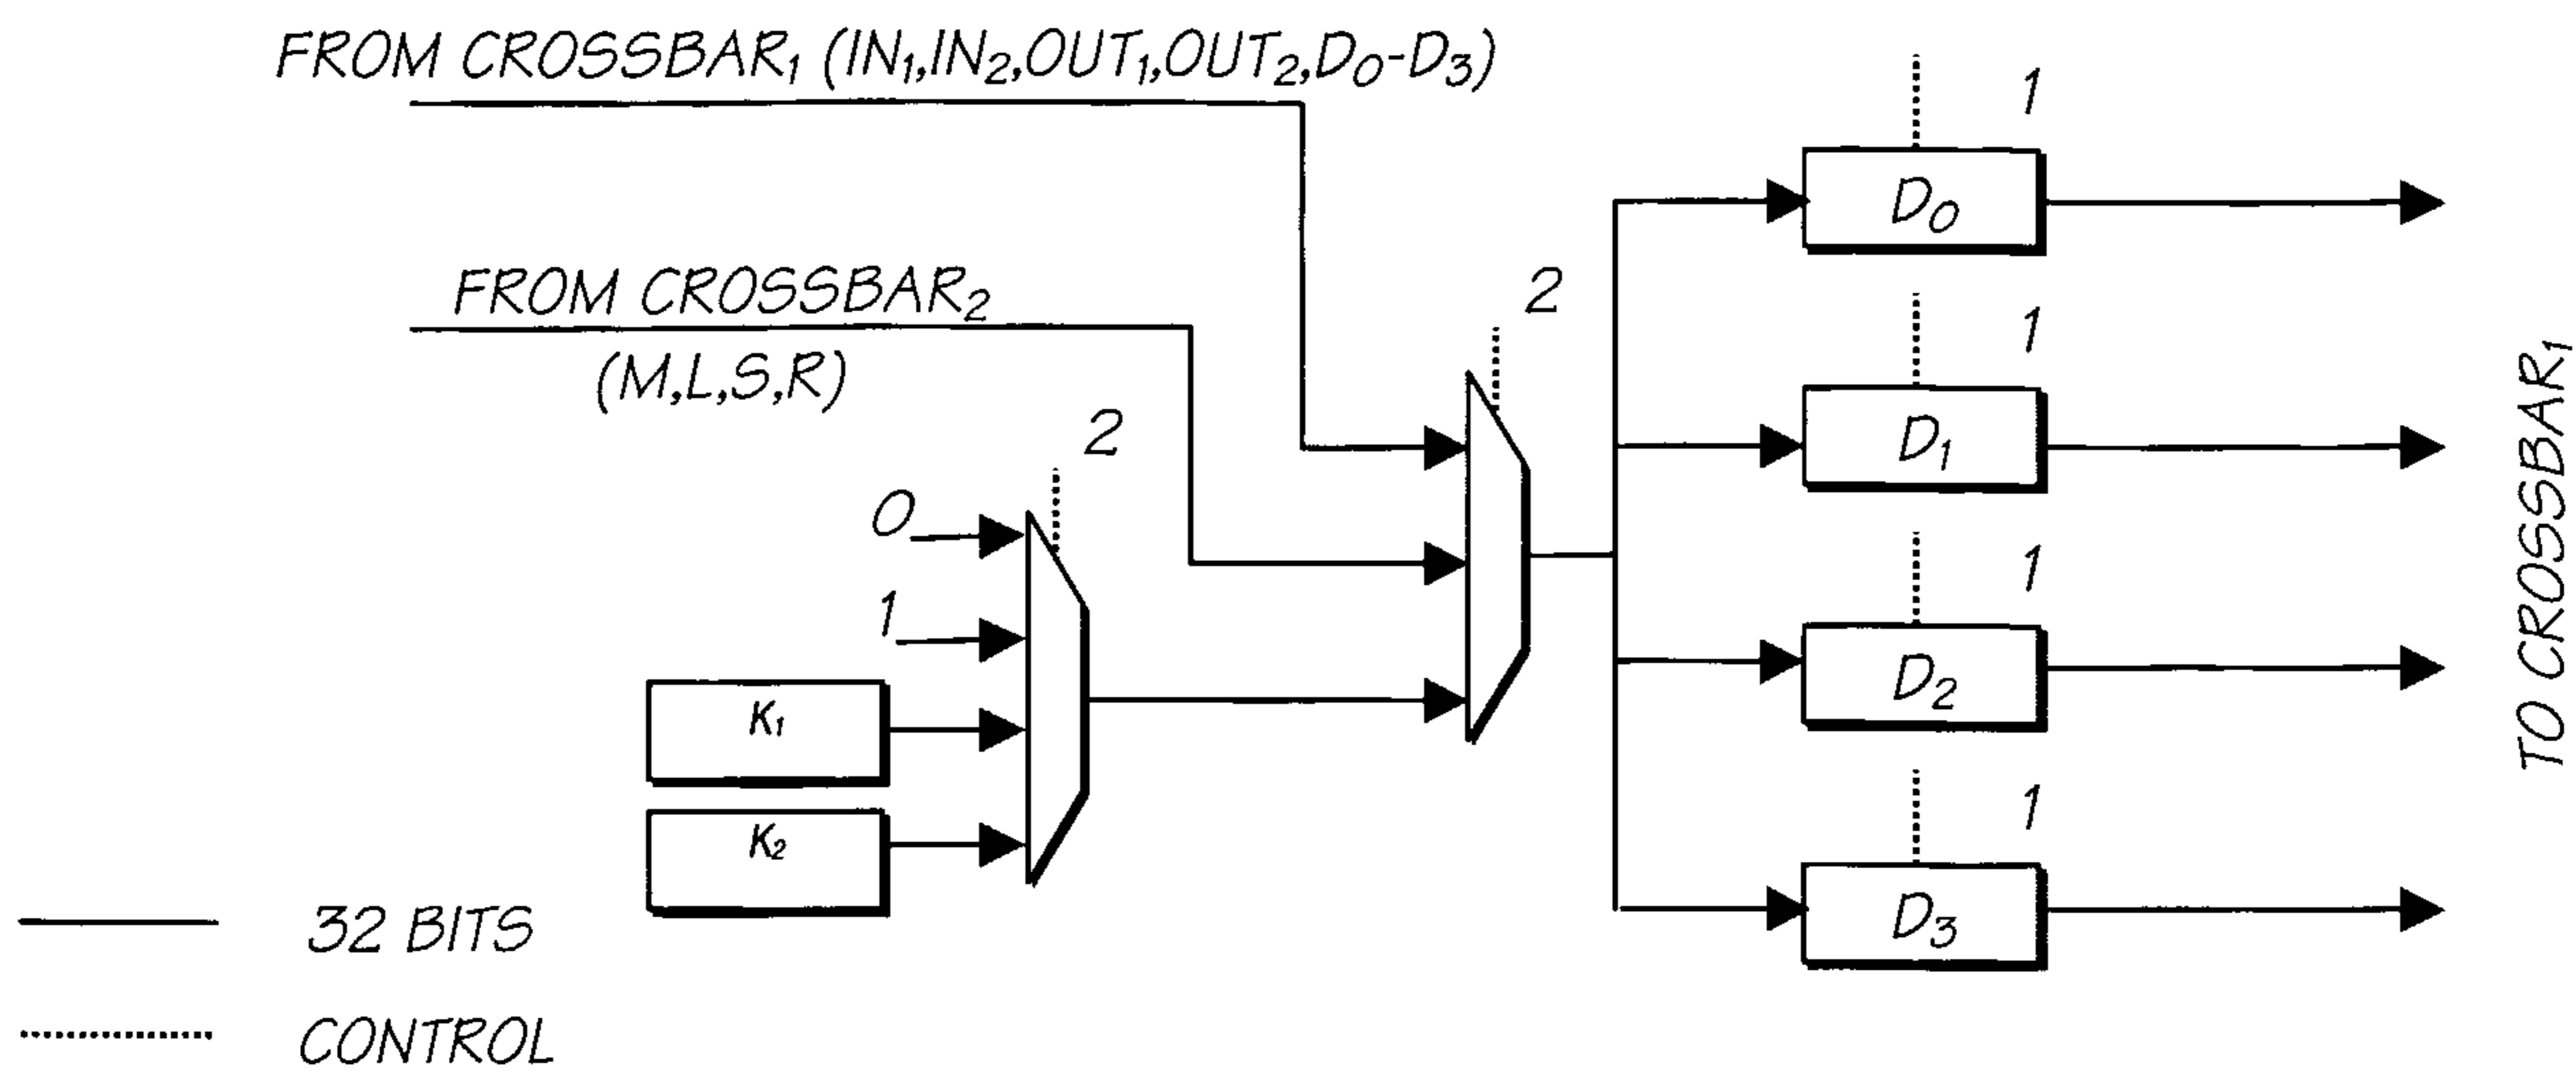 FROM CROSSBAR₁ (IN₁,IN₂,OUT₁,OUT₂,D₀-D₃)
1
D₀
FROM CROSSBAR₂
(M,L,S,R)
2
1
D₁
2
0
1
1
D₂
K₁
K₂
1
D₃
TO CROSSBAR₁
32 BITS
CONTROL